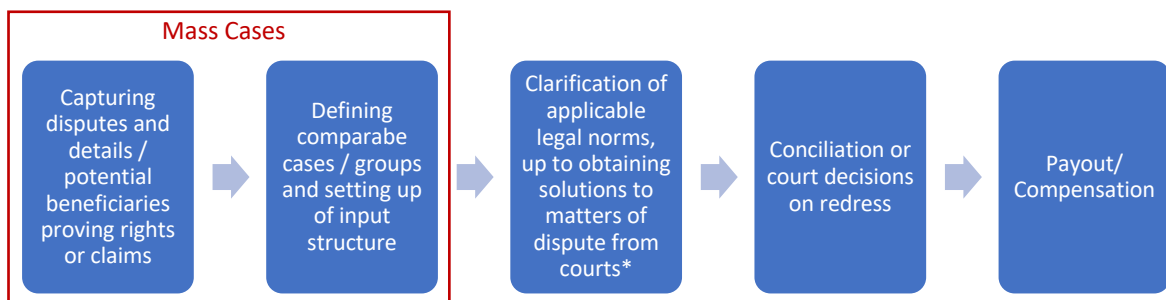 Mass Cases
Capturing
disputes and
details /
potential
beneficiaries
proving rights
or claims
Defining
comparabe
cases / groups
and setting up
of input
structure
Clarification of
applicable
legal norms,
up to obtaining
solutions to
matters of
dispute from
courts*
Conciliation or
court decisions
on redress
Payout/
Compensation